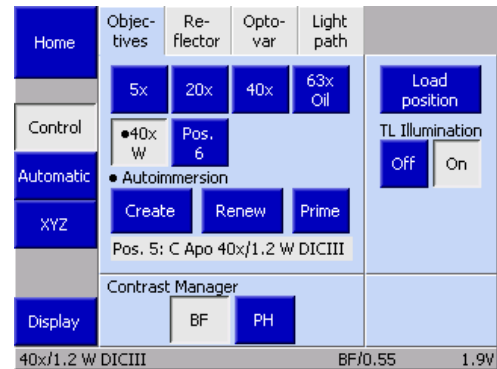 Home
Objec-
tives
Re-
flector
Opto-
var
Light
path
5x
20x
40x
63x
Oil
Load
position
Control
●40x
W
Pos.
6
TL Illumination
Off
On
Automatic
● Autoimmersion
XYZ
Create
Renew
Prime
Pos. 5: C Apo 40x/1.2 W DICIII
Contrast Manager
Display
BF
PH
40x/1.2 W DICIII
BF/0.55
1.9V